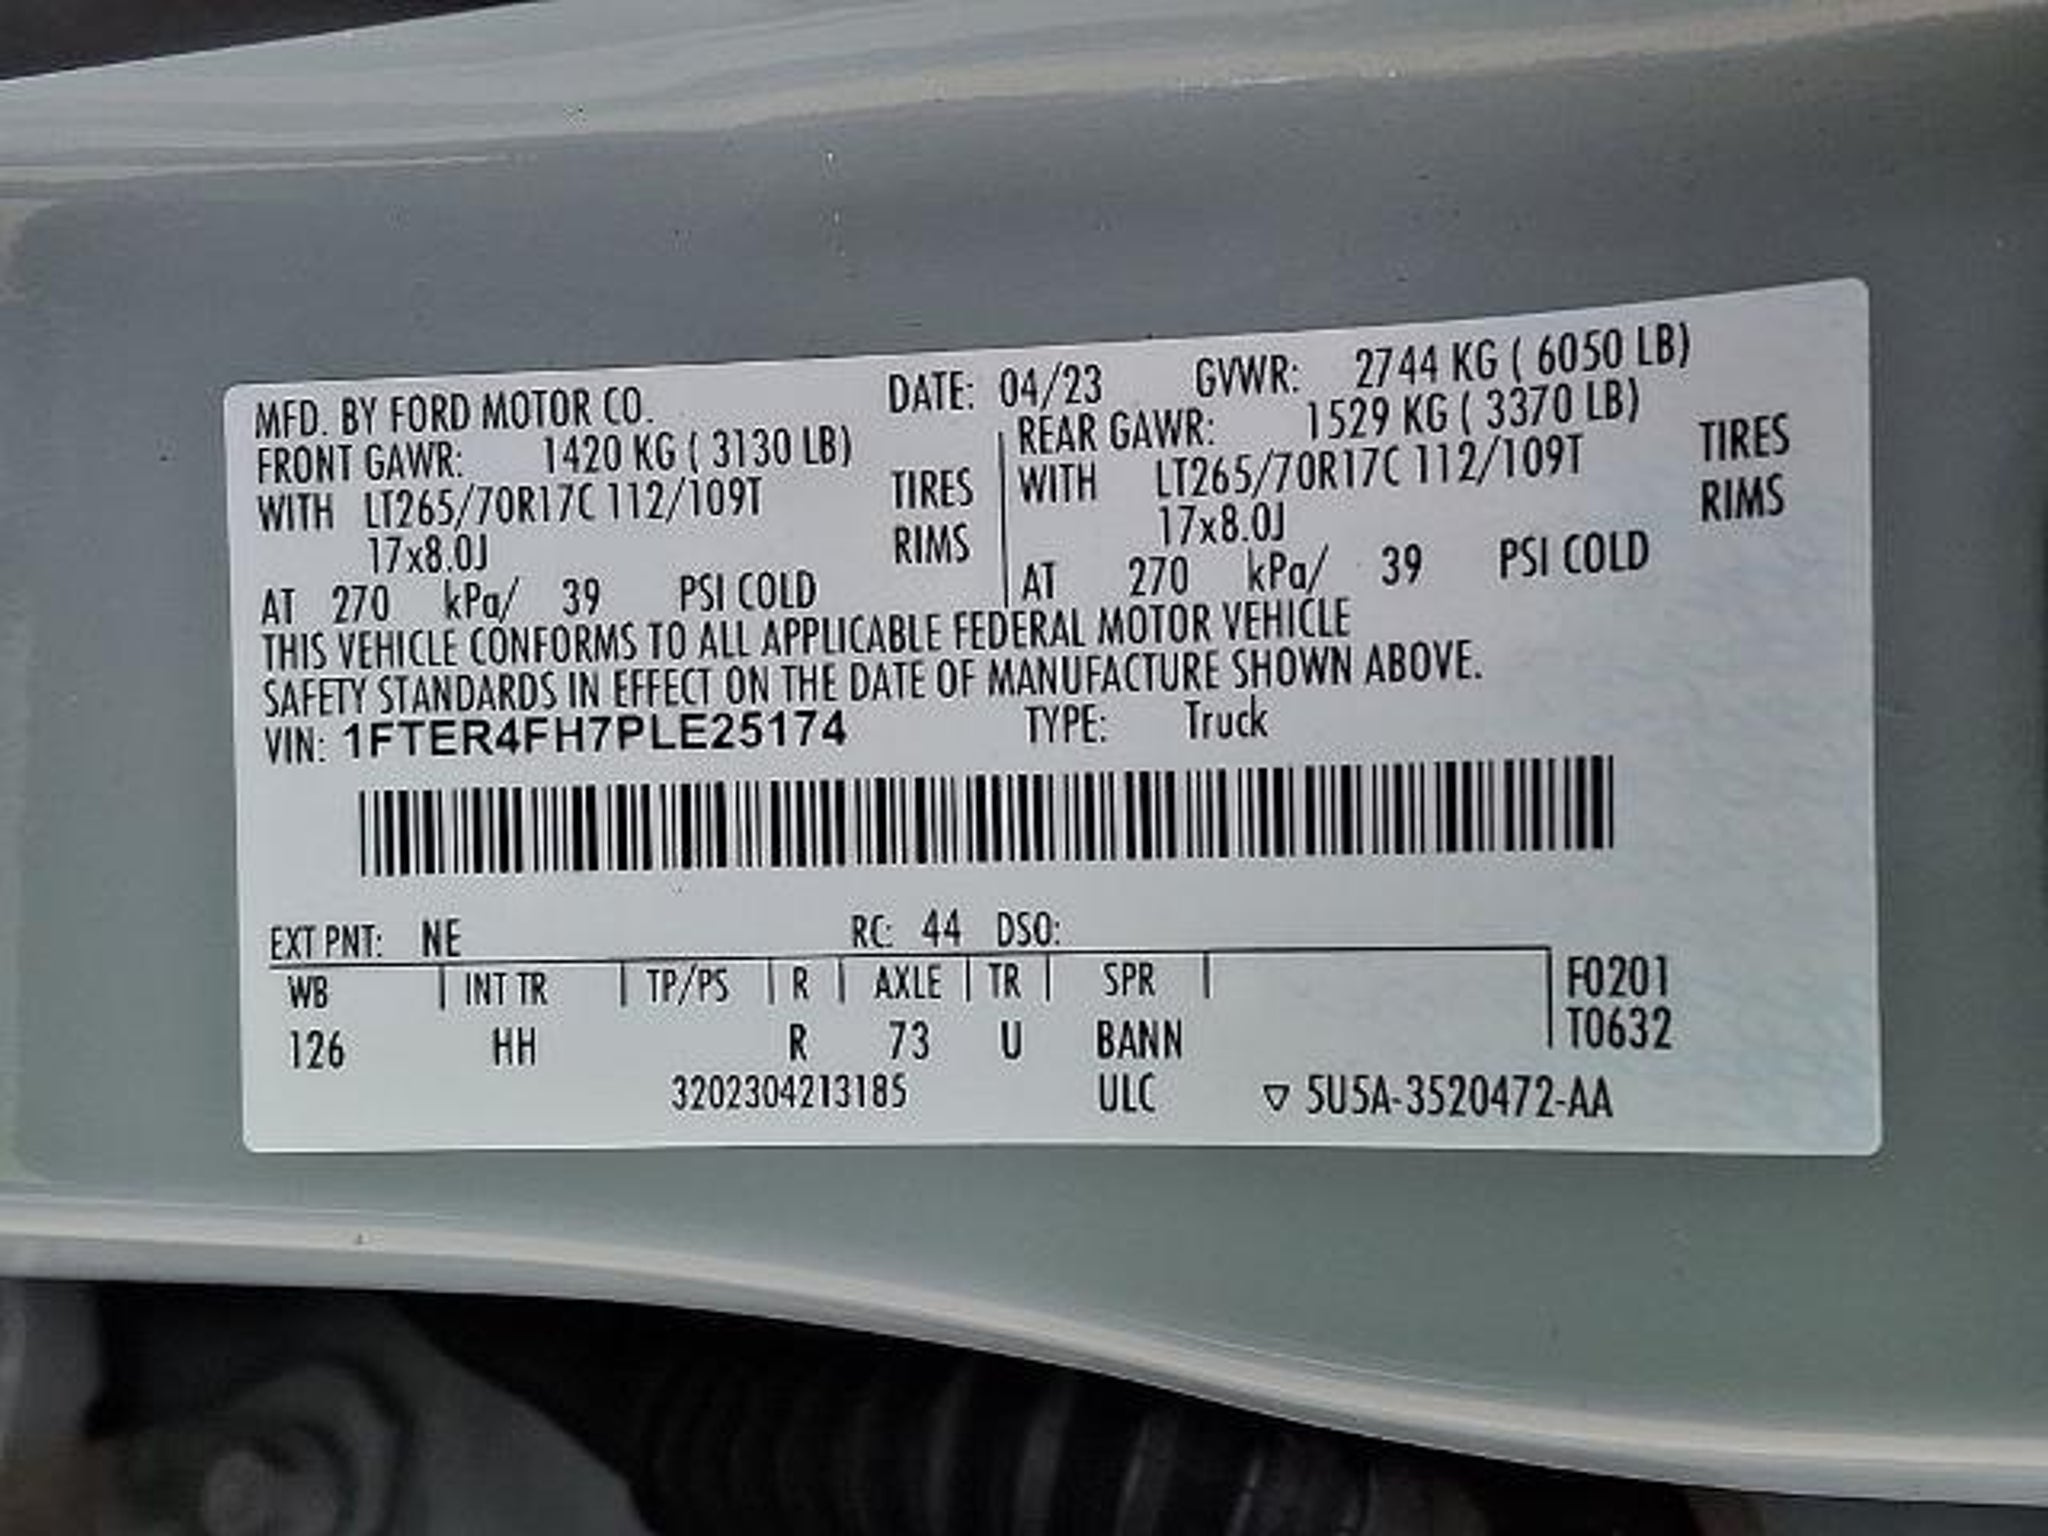 MFD. BY FORD MOTOR CO. DATE: 04/23 GVWR: 2744 KG ( 6050 LB)
FRONT GAWR: 1420 KG ( 3130 LB) REAR GAWR: 1529 KG ( 3370 LB)
WITH LT265/70R17C 112/109T TIRES WITH LT265/70R17C 112/109T TIRES
17x8.0J RIMS 17x8.0J RIMS
AT 270 kPa/ 39 PSI COLD AT 270 kPa/ 39 PSI COLD
THIS VEHICLE CONFORMS TO ALL APPLICABLE FEDERAL MOTOR VEHICLE
SAFETY STANDARDS IN EFFECT ON THE DATE OF MANUFACTURE SHOWN ABOVE.
VIN: 1FTER4FH7PLE25174 TYPE: Truck
EXT PNT: NE RC: 44 DSO:
WB INT TR TP/PS R AXLE TR SPR F0201
126 HH R 73 U BANN T0632
3202304213185 ULC ▽ 5U5A-3520472-AA